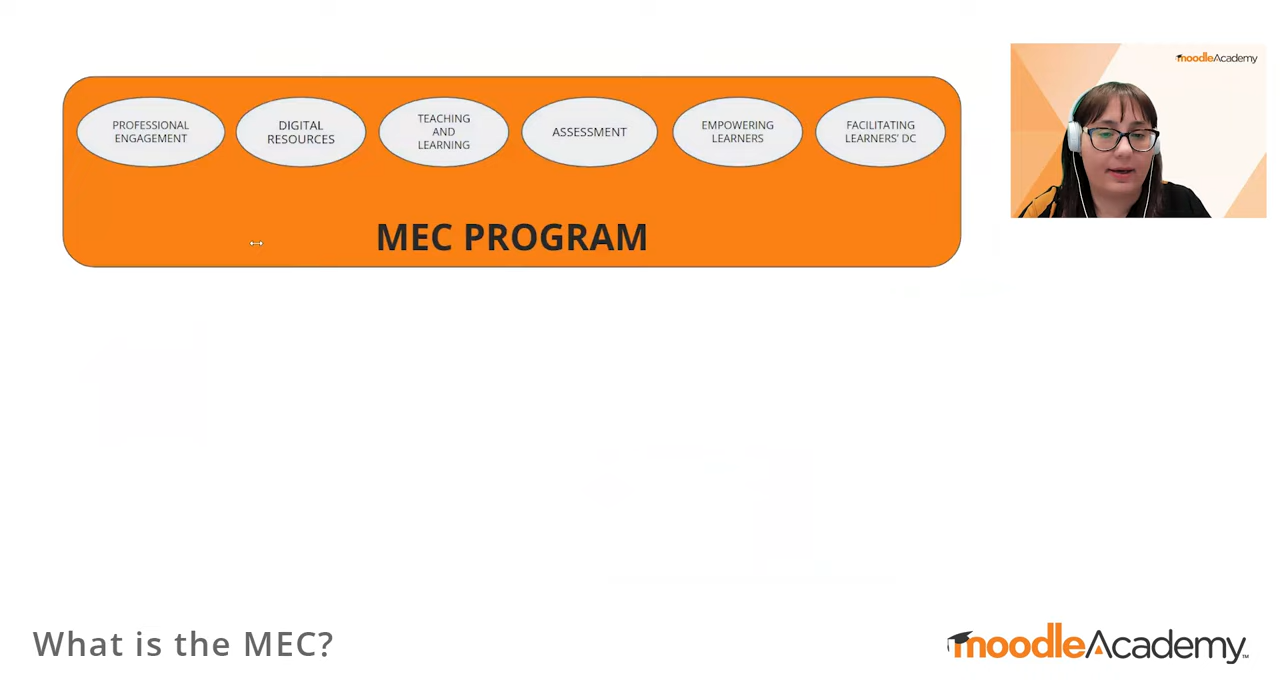 PROFESSIONAL
ENGAGEMENT
DIGITAL
RESOURCES
TEACHING
AND
LEARNING
ASSESSMENT
EMPOWERING
LEARNERS
FACILITATING
LEARNERS' DC
MEC PROGRAM
moodleAcademy
What is the MEC?
moodleAcademy™